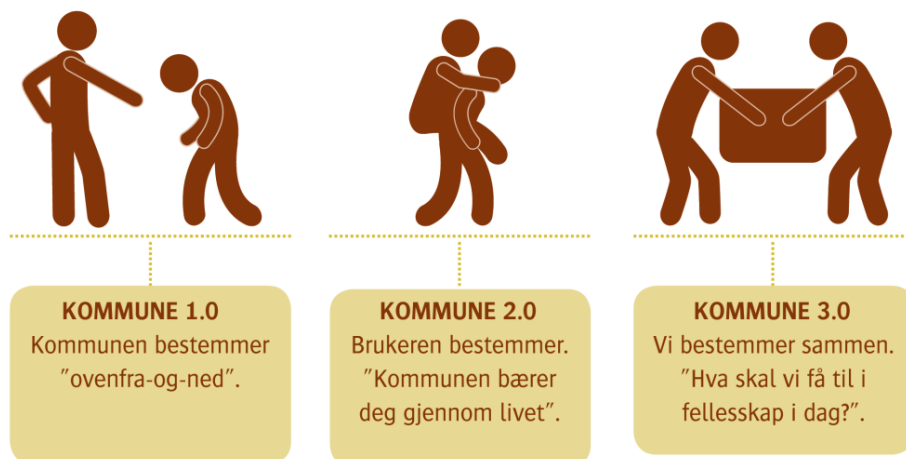 KOMMUNE 1.0
Kommunen bestemmer
"ovenfra-og-ned".
KOMMUNE 2.0
Brukeren bestemmer.
"Kommunen bærer
deg gjennom livet".
KOMMUNE 3.0
Vi bestemmer sammen.
"Hva skal vi få til i
fellesskap i dag?".